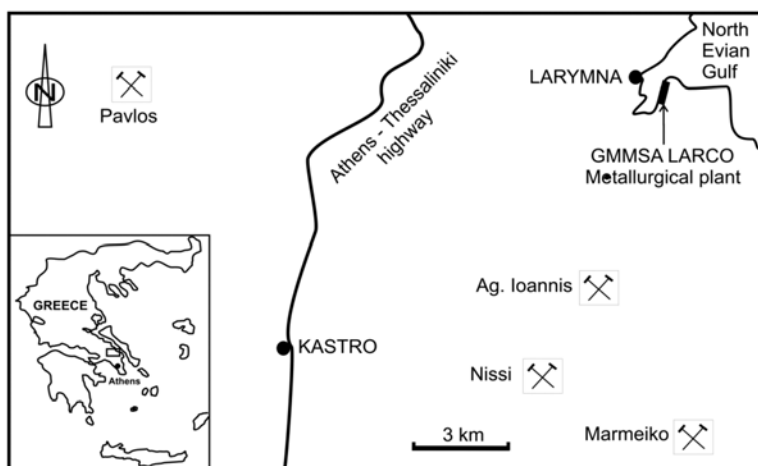 North
Evian
Gulf
LARYMNA
N
Pavlos
Athens - Thessaliniki
highway
GMMSA LARCO
Metallurgical plant
Ag. Ioannis
GREECE
Athens
KASTRO
Nissi
3 km
Marmeiko